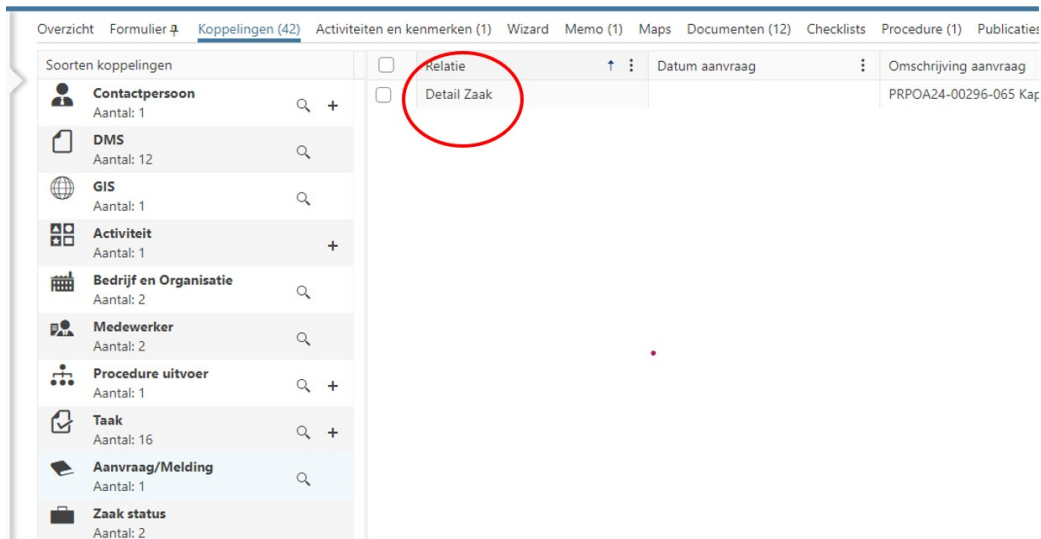 Overzicht Formulier Koppelingen (42) Activiteiten en kenmerken (1) Wizard Memo (1) Maps Documenten (12) Checklists Procedure (1) Publicaties
Soorten koppelingen
Relatie Datum aanvraag Omschrijving aanvraag
Detail Zaak PRPOA24-00296-065 Kap
Contactpersoon
Aantal: 1
DMS
Aantal: 12
GIS
Aantal: 1
Activiteit
Aantal: 1
Bedrijf en Organisatie
Aantal: 2
Medewerker
Aantal: 2
Procedure uitvoer
Aantal: 1
Taak
Aantal: 16
Aanvraag/Melding
Aantal: 1
Zaak status
Aantal: 2